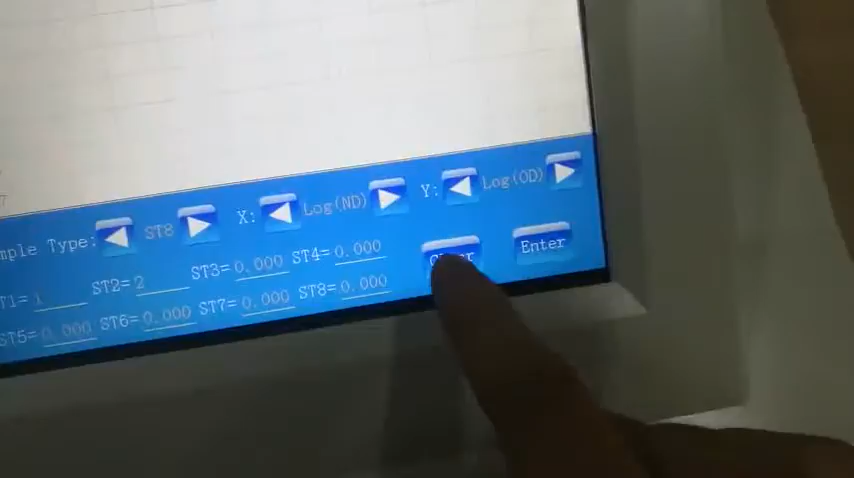 mple Type: ST8 X: Log(ND) Y: Log(OD)
T1= 1 ST2= 2 ST3= 0.000 ST4= 0.000
Enter
ST5= 0.000 ST6= 0.000 ST7= 0.000 ST8= 0.000